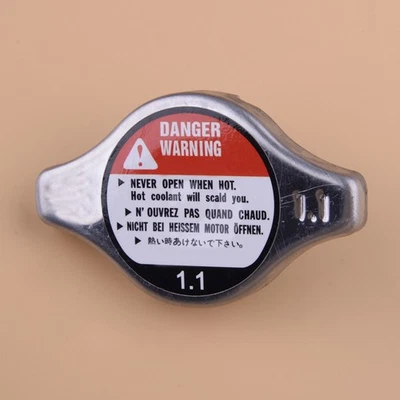 DANGER
WARNING
▶ NEVER OPEN WHEN HOT.
Hot coolant will scald you.
▶ N' OUVREZ PAS QUAND CHAUD.
▶ NICHT BEI HEISSEM MOTOR ÖFFNEN.
▶ 熱い時あけないで下さい。
1.1
1.1